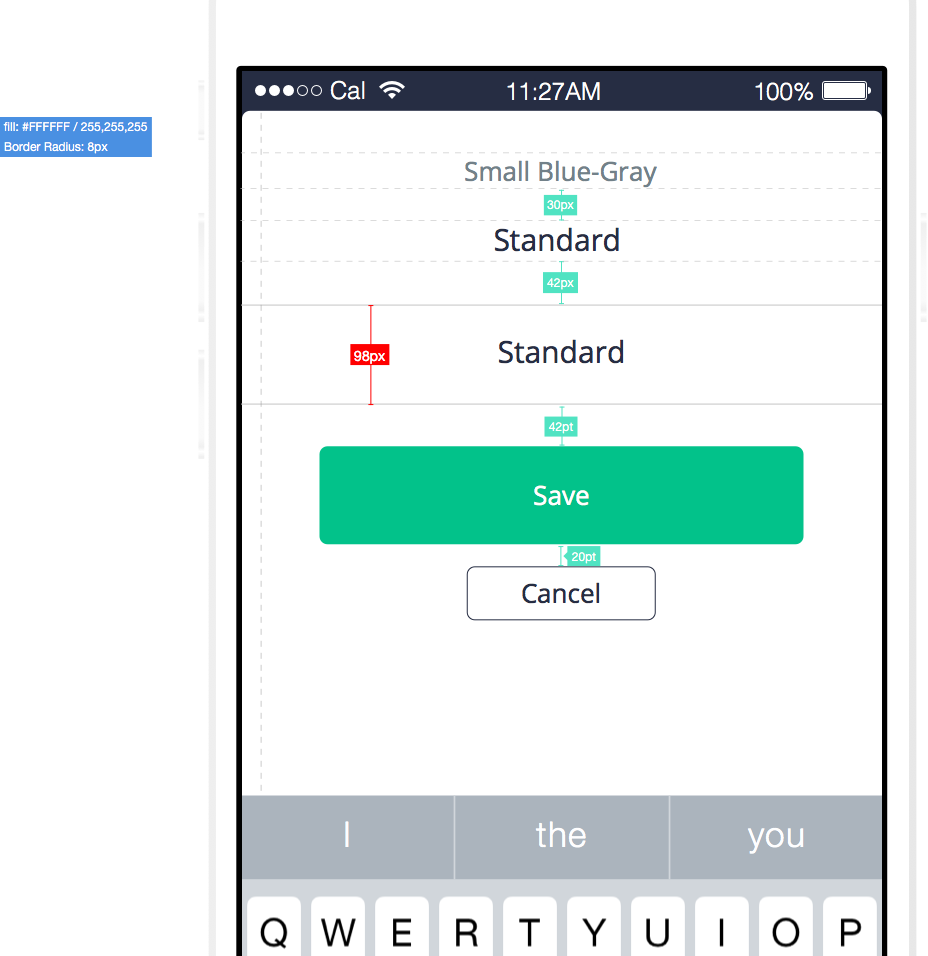 Cal 11:27AM 100%
fill: #FFFFFF / 255,255,255
Border Radius: 8px
Small Blue-Gray
30px
Standard
42px
Standard
98px
42pt
Save
20pt
Cancel
I the you
Q W E R T Y U I O P